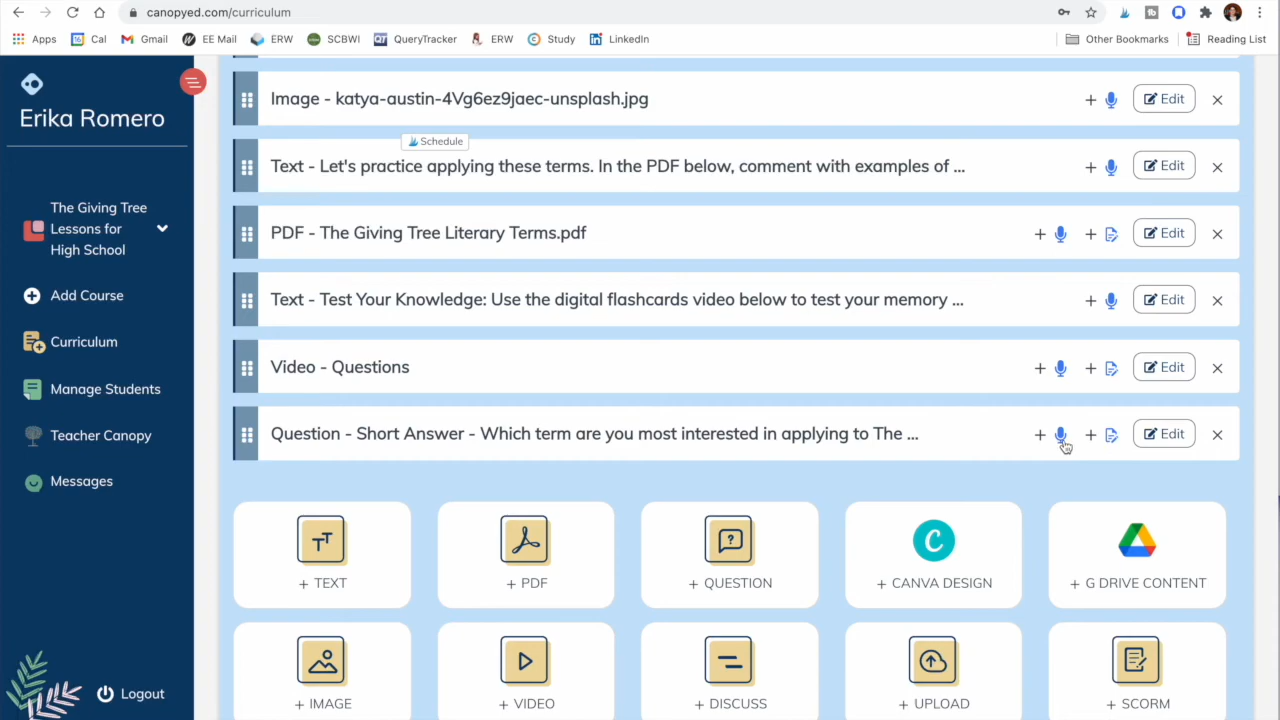 canopyed.com/curriculum
Apps
Cal
Gmail
EE Mail
ERW
SCBWI
QT QueryTracker
ERW
Study
LinkedIn
Other Bookmarks
Reading List
Erika Romero
The Giving Tree
Lessons for
High School
Add Course
Curriculum
Manage Students
Teacher Canopy
Messages
Logout
Image - katya-austin-4Vg6ez9jaec-unsplash.jpg
+
Edit
×
Schedule
Text - Let's practice applying these terms. In the PDF below, comment with examples of ...
+
Edit
×
PDF - The Giving Tree Literary Terms.pdf
+ +
Edit
×
Text - Test Your Knowledge: Use the digital flashcards video below to test your memory ...
+
Edit
×
Video - Questions
+ +
Edit
×
Question - Short Answer - Which term are you most interested in applying to The ...
+ +
Edit
×
TT
+ TEXT
+ PDF
?
+ QUESTION
C
+ CANVA DESIGN
+ G DRIVE CONTENT
+ IMAGE
+ VIDEO
+ DISCUSS
+ UPLOAD
+ SCORM